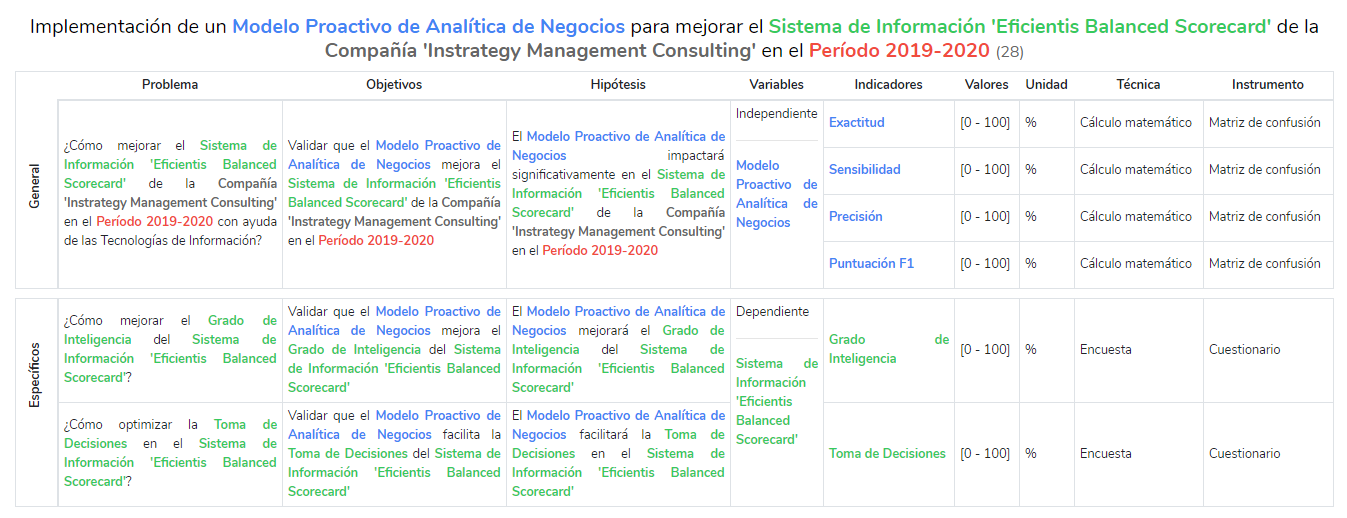 Implementación de un Modelo Proactivo de Analítica de Negocios para mejorar el Sistema de Información 'Eficientis Balanced Scorecard' de la
Compañía 'Instrategy Management Consulting' en el Período 2019-2020 (28)
Problema
Objetivos
Hipótesis
Variables
Indicadores
Valores
Unidad
Técnica
Instrumento
General
¿Cómo mejorar el Sistema de
Información 'Eficientis Balanced
Scorecard' de la Compañía
'Instrategy Management Consulting'
en el Período 2019-2020 con ayuda
de las Tecnologías de Información?
Validar que el Modelo Proactivo de
Analítica de Negocios mejora el
Sistema de Información 'Eficientis
Balanced Scorecard' de la Compañía
'Instrategy Management Consulting'
en el Período 2019-2020
El Modelo Proactivo de Analítica de
Negocios impactará
significativamente en el Sistema de
Información 'Eficientis Balanced
Scorecard' de la Compañía
'Instrategy Management Consulting'
en el Período 2019-2020
Independiente
Modelo
Proactivo de
Analítica de
Negocios
Exactitud
[0 - 100]
%
Cálculo matemático
Matriz de confusión
Sensibilidad
[0 - 100]
%
Cálculo matemático
Matriz de confusión
Precisión
[0 - 100]
%
Cálculo matemático
Matriz de confusión
Puntuación F1
[0 - 100]
%
Cálculo matemático
Matriz de confusión
Específicos
¿Cómo mejorar el Grado de
Inteligencia del Sistema de
Información 'Eficientis Balanced
Scorecard'?
Validar que el Modelo Proactivo de
Analítica de Negocios mejora el
Grado de Inteligencia del Sistema
de Información 'Eficientis Balanced
Scorecard'
El Modelo Proactivo de Analítica de
Negocios mejorará el Grado de
Inteligencia del Sistema de
Información 'Eficientis Balanced
Scorecard'
Dependiente
Sistema de
Información
'Eficientis
Balanced
Scorecard'
Grado de
Inteligencia
[0 - 100]
%
Encuesta
Cuestionario
¿Cómo optimizar la Toma de
Decisiones en el Sistema de
Información 'Eficientis Balanced
Scorecard'?
Validar que el Modelo Proactivo de
Analítica de Negocios facilita la
Toma de Decisiones del Sistema de
Información 'Eficientis Balanced
Scorecard'
El Modelo Proactivo de Analítica de
Negocios facilitará la Toma de
Decisiones en el Sistema de
Información 'Eficientis Balanced
Scorecard'
Toma de Decisiones
[0 - 100]
%
Encuesta
Cuestionario